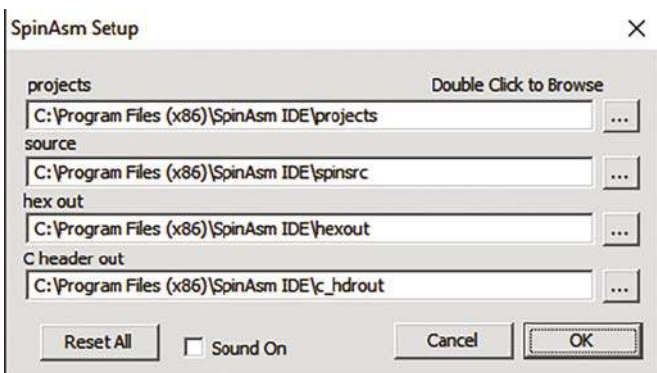 SpinAsm Setup
projects Double Click to Browse
C:\Program Files (x86)\SpinAsm IDE\projects ...
source
C:\Program Files (x86)\SpinAsm IDE\spinsrc ...
hex out
C:\Program Files (x86)\SpinAsm IDE\hexout ...
C header out
C:\Program Files (x86)\SpinAsm IDE\c_hdrout ...
Reset All Sound On Cancel OK